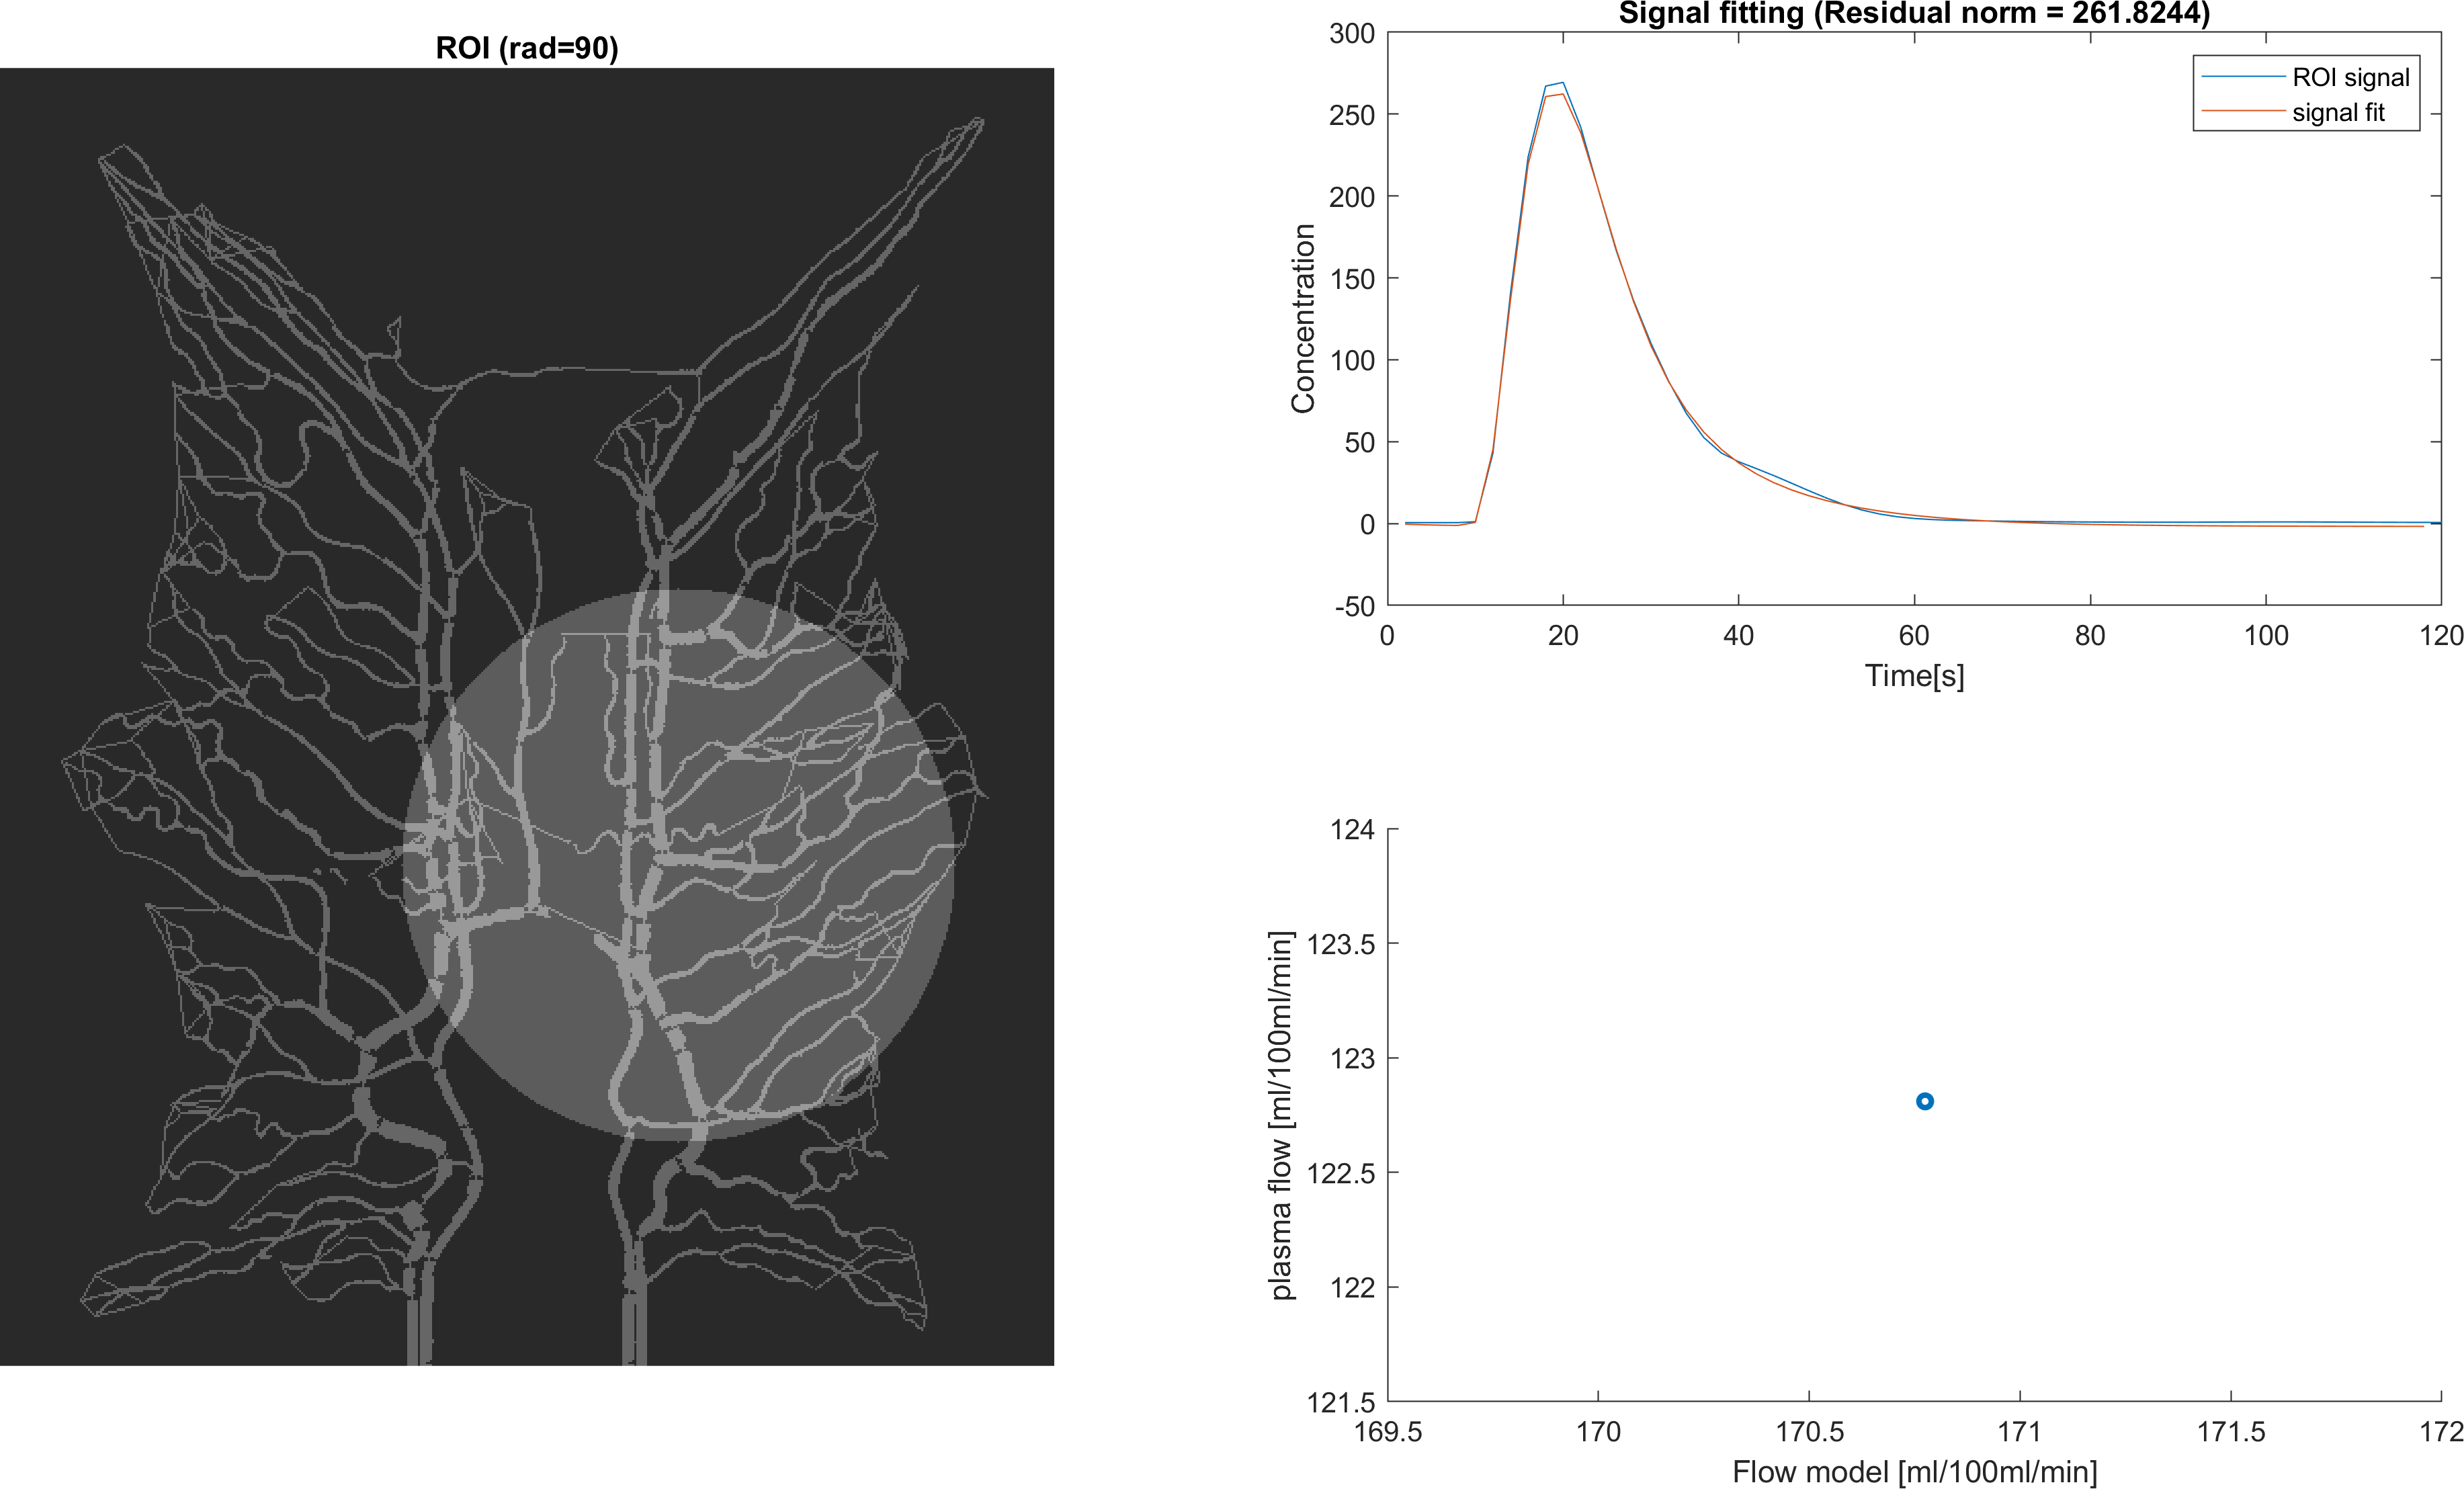 ROI (rad=90)
Signal fitting (Residual norm = 261.8244)
300
250
200
150
100
50
0
-50
Concentration
ROI signal
signal fit
0 20 40 60 80 100 120
Time[s]
124
123.5
123
122.5
122
121.5
plasma flow [ml/100ml/min]
169.5 170 170.5 171 171.5 172
Flow model [ml/100ml/min]